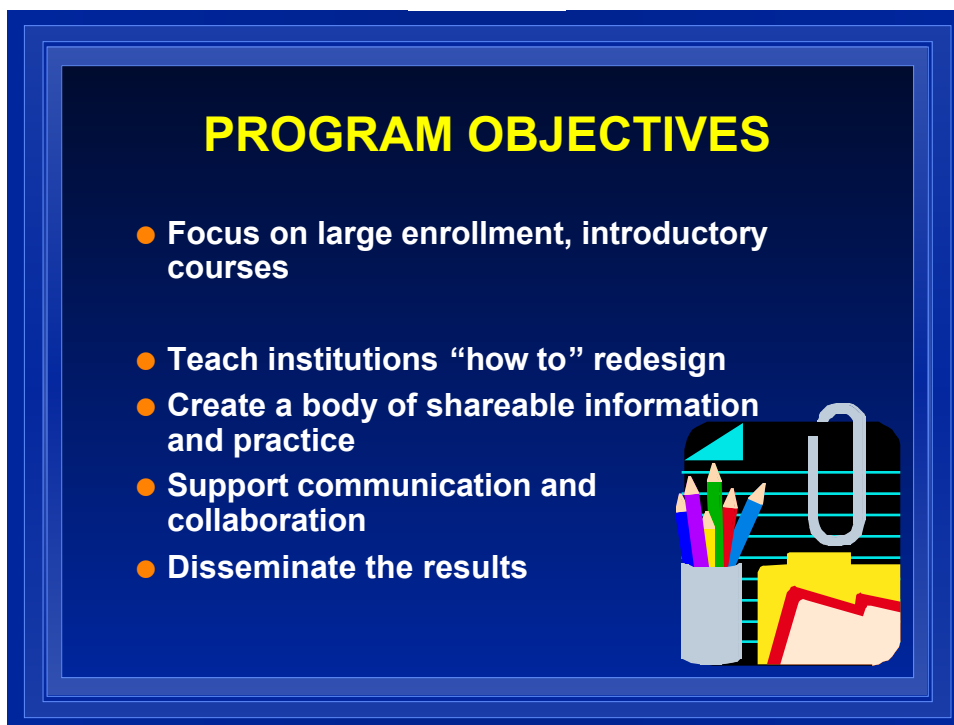 PROGRAM OBJECTIVES
Focus on large enrollment, introductory
courses
Teach institutions “how to” redesign
Create a body of shareable information
and practice
Support communication and
collaboration
Disseminate the results